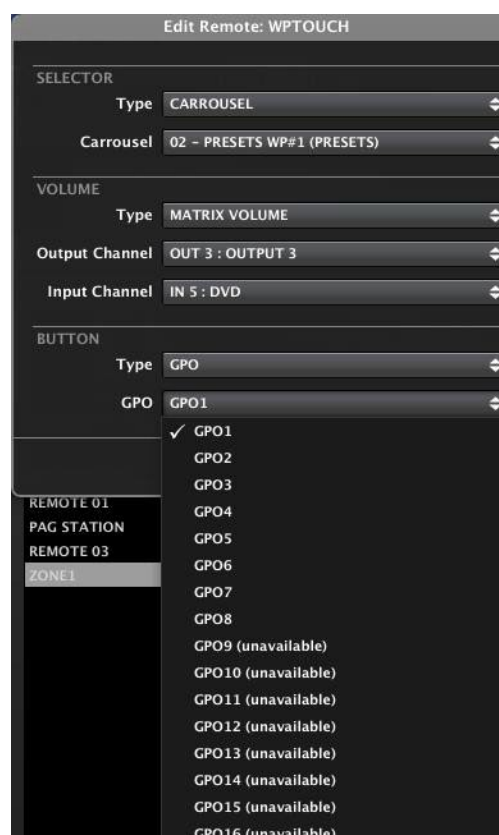 Edit Remote: WPTOUCH
SELECTOR
Type CARROUSEL
Carrousel 02 - PRESETS WP#1 (PRESETS)
VOLUME
Type MATRIX VOLUME
Output Channel OUT 3 : OUTPUT 3
Input Channel IN 5 : DVD
BUTTON
Type GPO
GPO GPO1
✓ GPO1
GPO2
GPO3
GPO4
GPO5
GPO6
GPO7
GPO8
GPO9 (unavailable)
GPO10 (unavailable)
GPO11 (unavailable)
GPO12 (unavailable)
GPO13 (unavailable)
GPO14 (unavailable)
GPO15 (unavailable)
GPO16 (unavailable)
REMOTE 01
PAG STATION
REMOTE 03
ZONE1